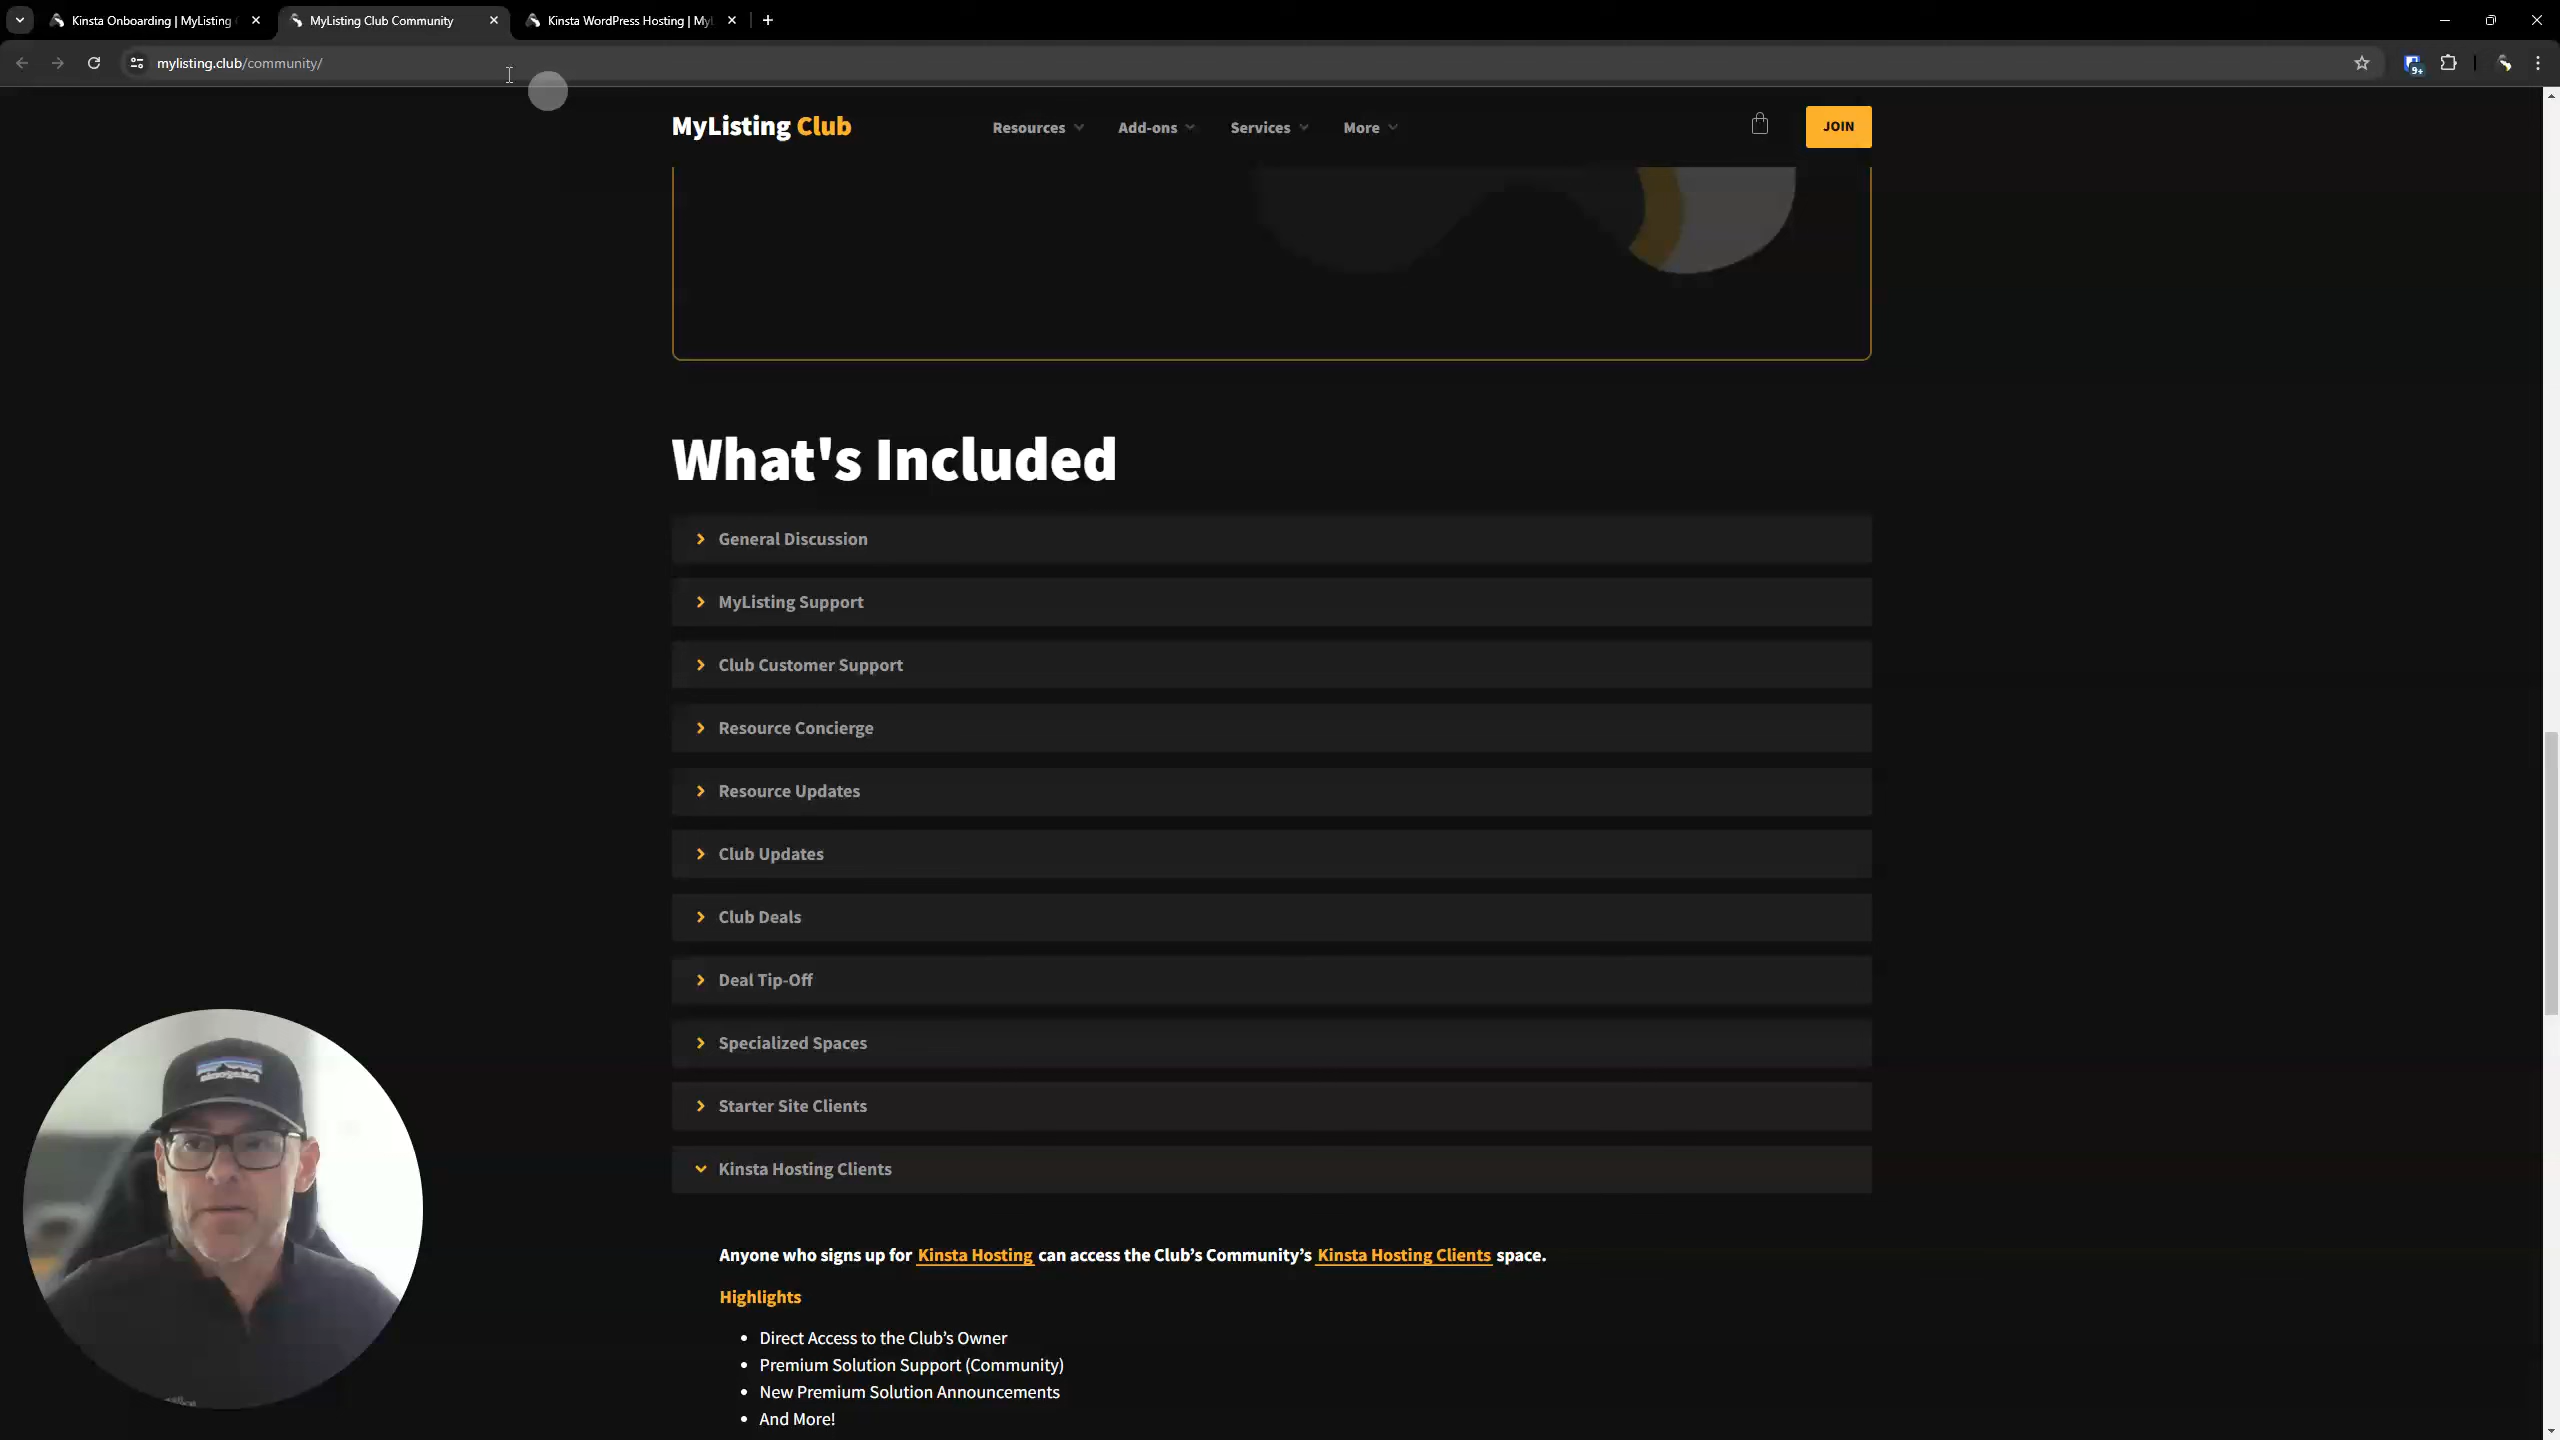 Kinsta Onboarding | MyListing
MyListing Club Community
Kinsta WordPress Hosting | Myl
mylisting.club/community/
9+
MyListing Club
Resources
Add-ons
Services
More
JOIN
What's Included
General Discussion
MyListing Support
Club Customer Support
Resource Concierge
Resource Updates
Club Updates
Club Deals
Deal Tip-Off
Specialized Spaces
Starter Site Clients
Kinsta Hosting Clients
Anyone who signs up for Kinsta Hosting can access the Club’s Community’s Kinsta Hosting Clients space.
Highlights
• Direct Access to the Club’s Owner
• Premium Solution Support (Community)
• New Premium Solution Announcements
• And More!